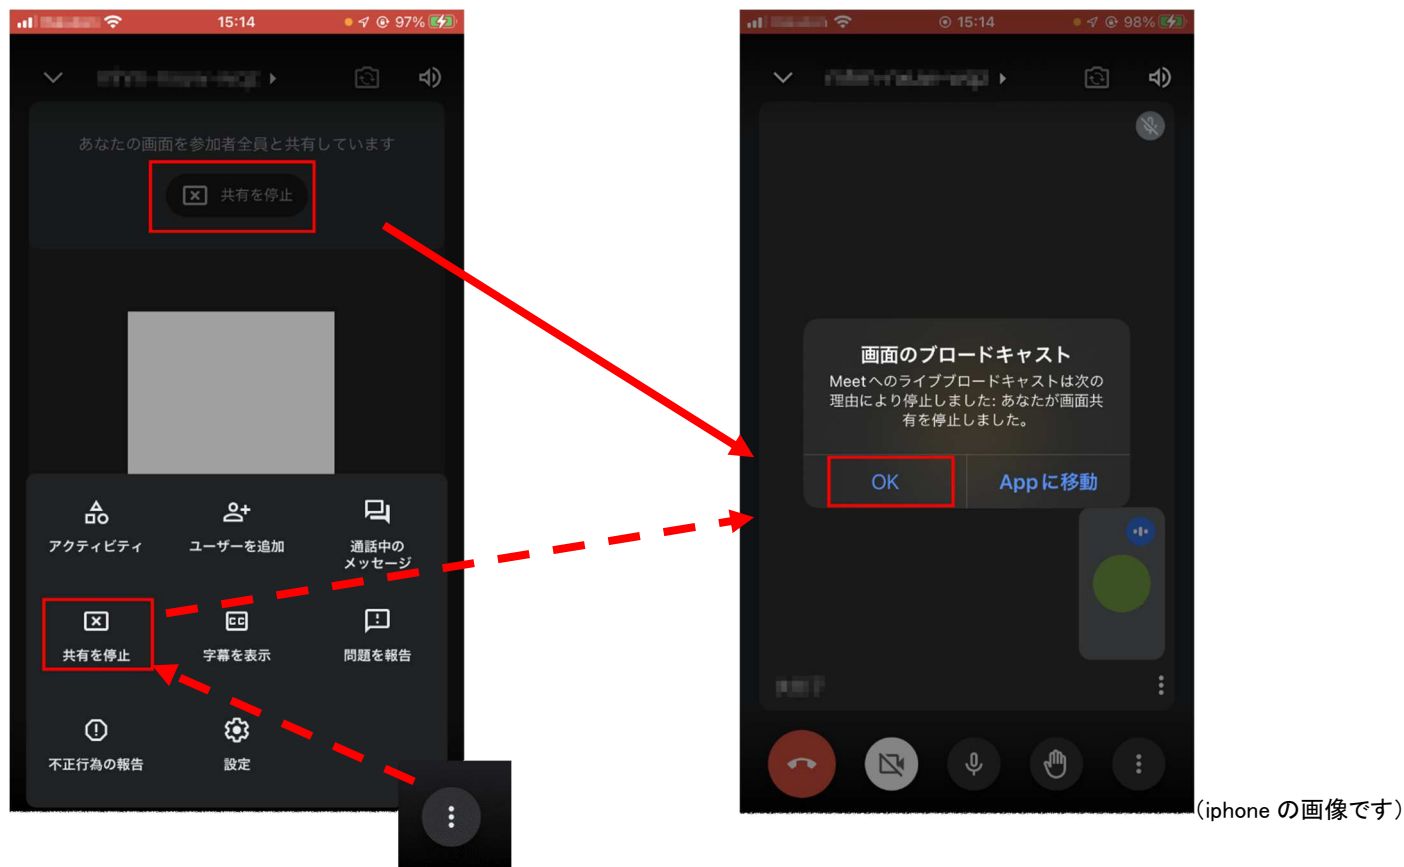 15:14
97%
あなたの画面を参加者全員と共有しています
共有を停止
アクティビティ
ユーザーを追加
通話中の
メッセージ
共有を停止
字幕を表示
問題を報告
不正行為の報告
設定
15:14
98%
画面のブロードキャスト
Meetへのライブブロードキャストは次の
理由により停止しました: あなたが画面共
有を停止しました。
OK
Appに移動
（iphone の画像です）